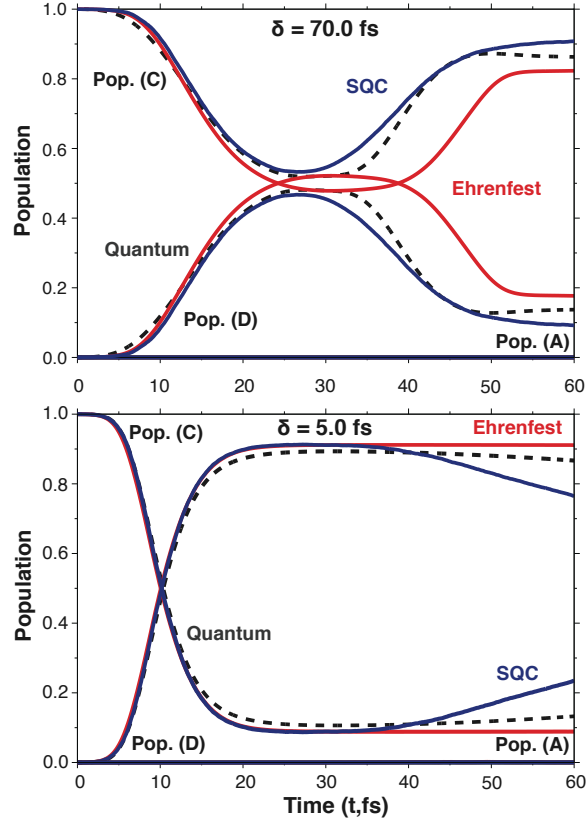 δ = 70.0 fs
Pop. (C)
SQC
Ehrenfest
Quantum
Pop. (D)
Pop. (A)
Population
1.0
0.8
0.6
0.4
0.2
0.0
0 10 20 30 40 50 60
δ = 5.0 fs
Pop. (C)
Ehrenfest
Quantum
SQC
Pop. (D)
Pop. (A)
Population
1.0
0.8
0.6
0.4
0.2
0.0
0 10 20 30 40 50 60
Time (t,fs)